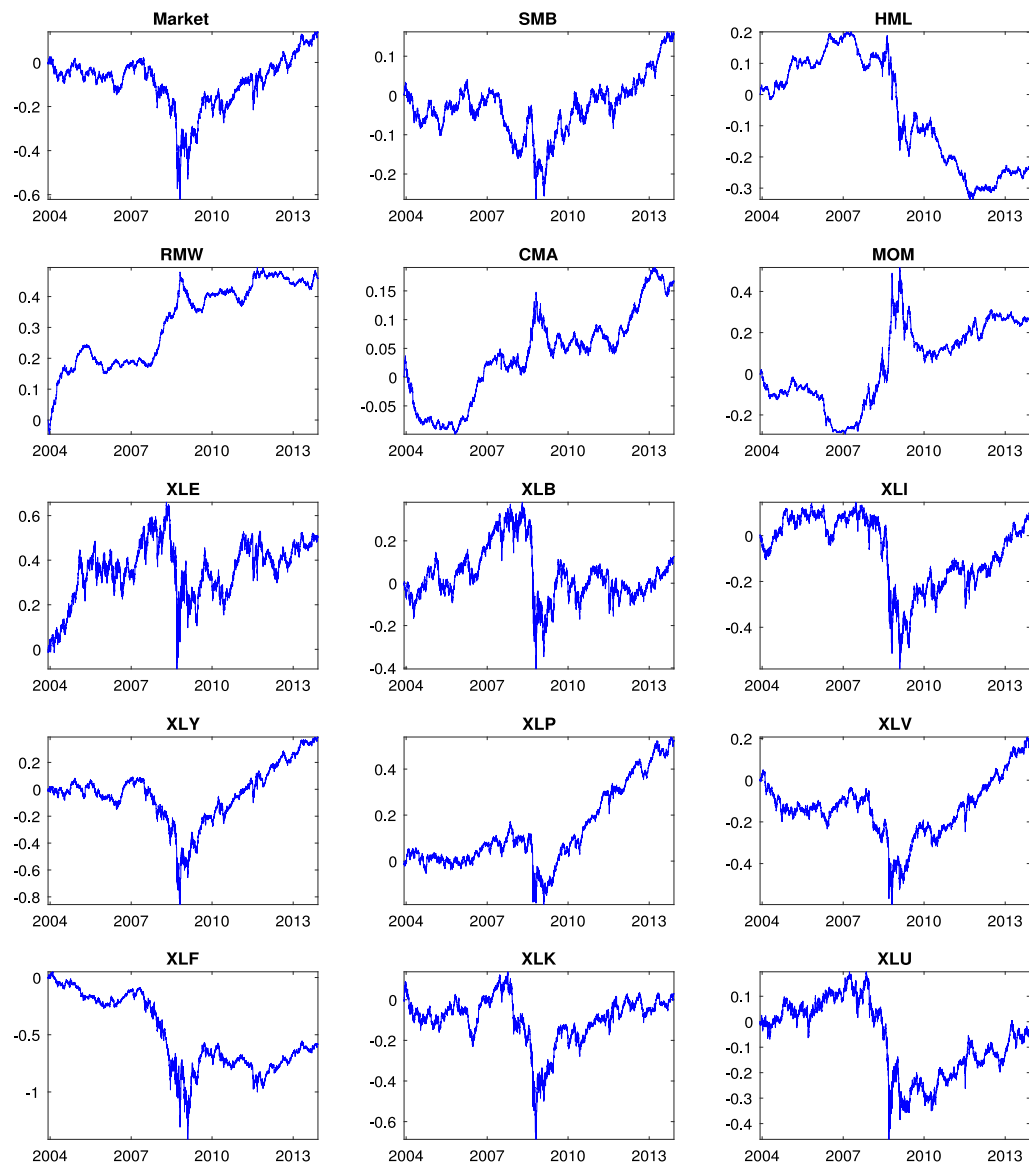 Market SMB HML
0 0.1 0.2
-0.2 0 0.1
-0.4 -0.1 0
-0.6 -0.2 -0.1
-0.2
-0.3
2004 2007 2010 2013 2004 2007 2010 2013 2004 2007 2010 2013
RMW CMA MOM
0.4 0.15 0.4
0.3 0.1 0.2
0.2 0.05 0
0.1 0 -0.2
0 -0.05
2004 2007 2010 2013 2004 2007 2010 2013 2004 2007 2010 2013
XLE XLB XLI
0.6 0.2 0
0.4 0 -0.2
0.2 -0.2 -0.4
0 -0.4
2004 2007 2010 2013 2004 2007 2010 2013 2004 2007 2010 2013
XLY XLP XLV
0.2 0.4 0.2
0 0.2 0
-0.2 0 -0.2
-0.4 -0.4
-0.6
-0.8
2004 2007 2010 2013 2004 2007 2010 2013 2004 2007 2010 2013
XLF XLK XLU
0 0 0.1
-0.5 -0.2 0
-1 -0.4 -0.1
-0.6 -0.2
-0.3
-0.4
2004 2007 2010 2013 2004 2007 2010 2013 2004 2007 2010 2013